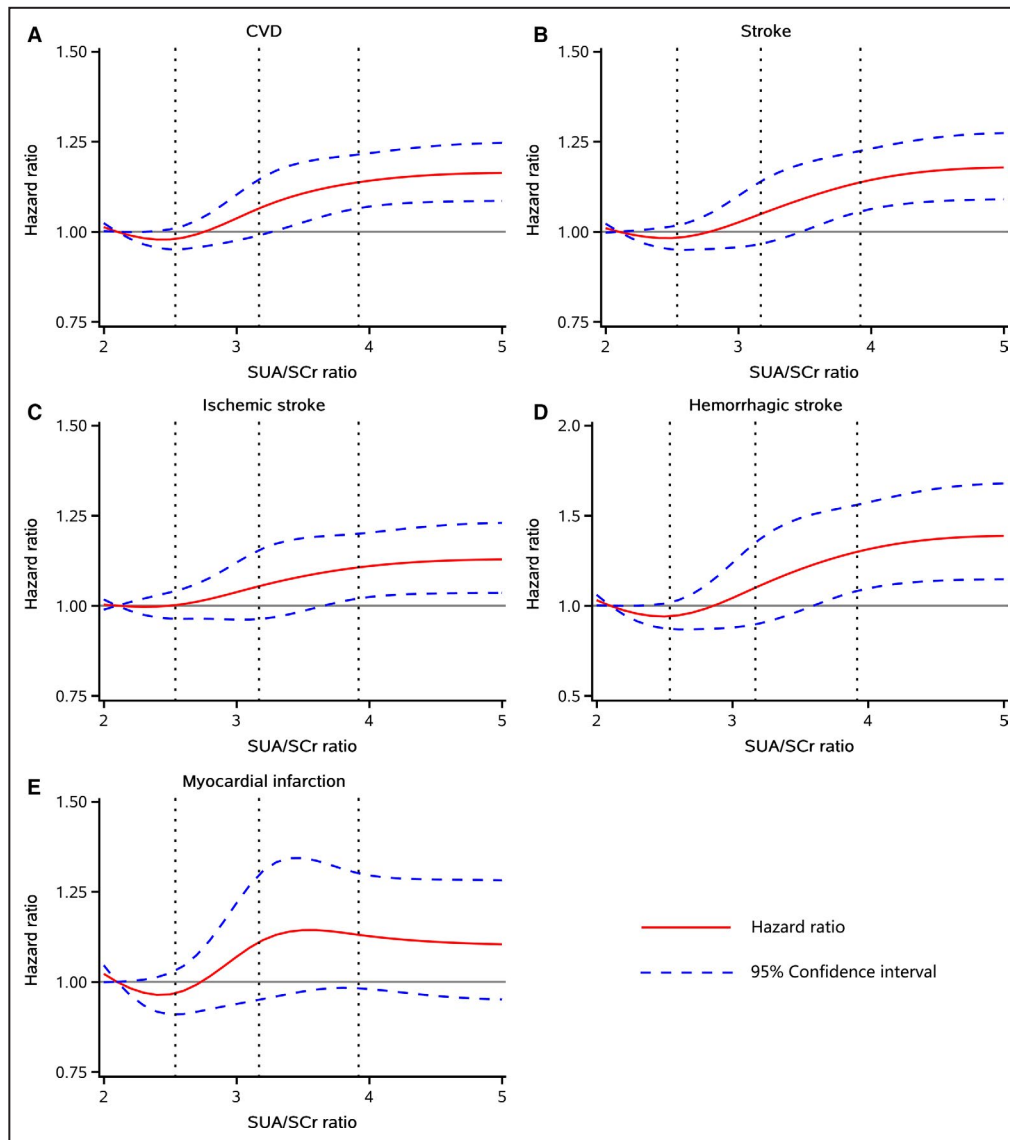 A
CVD
1.50
1.25
1.00
0.75
Hazard ratio
2 3 4 5
SUA/SCr ratio
B
Stroke
1.50
1.25
1.00
0.75
Hazard ratio
2 3 4 5
SUA/SCr ratio
C
Ischemic stroke
1.50
1.25
1.00
0.75
Hazard ratio
2 3 4 5
SUA/SCr ratio
D
Hemorrhagic stroke
2.0
1.5
1.0
0.5
Hazard ratio
2 3 4 5
SUA/SCr ratio
E
Myocardial infarction
1.50
1.25
1.00
0.75
Hazard ratio
2 3 4 5
SUA/SCr ratio
Hazard ratio
95% Confidence interval